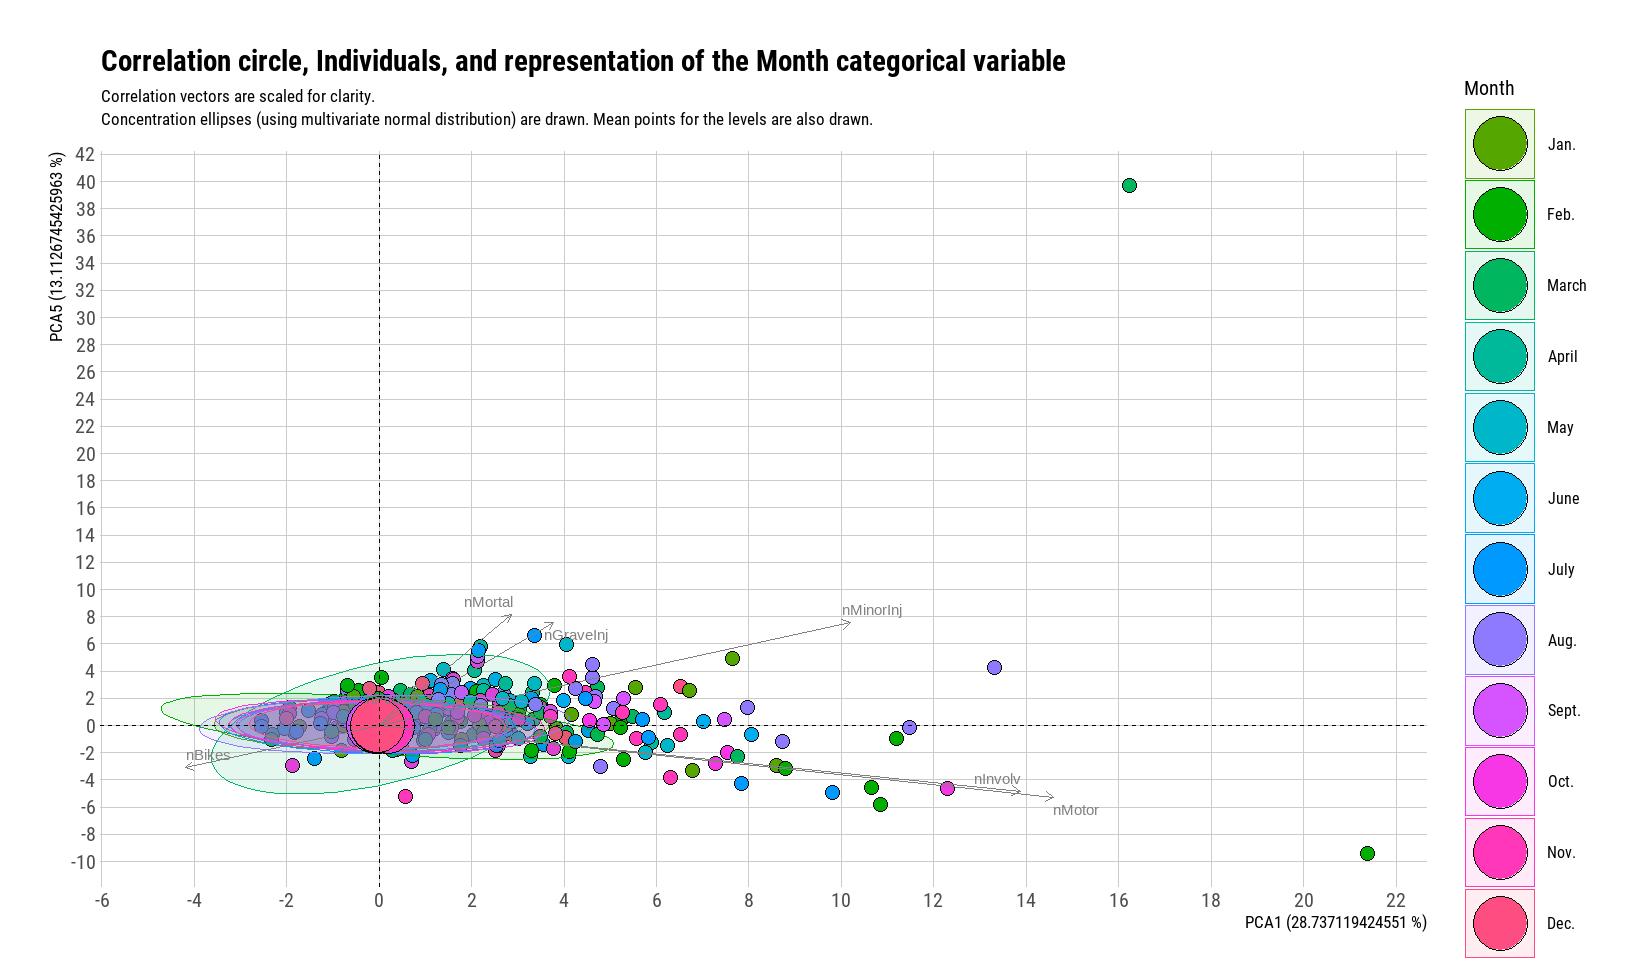 Correlation circle, Individuals, and representation of the Month categorical variable
Correlation vectors are scaled for clarity.
Concentration ellipses (using multivariate normal distribution) are drawn. Mean points for the levels are also drawn.
Month
Jan.
Feb.
March
April
May
June
July
Aug.
Sept.
Oct.
Nov.
Dec.
PCA5 (13.1126745425963 %)
42
40
38
36
34
32
30
28
26
24
22
20
18
16
14
12
10
8
6
4
2
0
-2
-4
-6
-8
-10
nMortal
nGraveInj
nMinorInj
nBikes
nInvolv
nMotor
-6 -4 -2 0 2 4 6 8 10 12 14 16 18 20 22
PCA1 (28.737119424551 %)